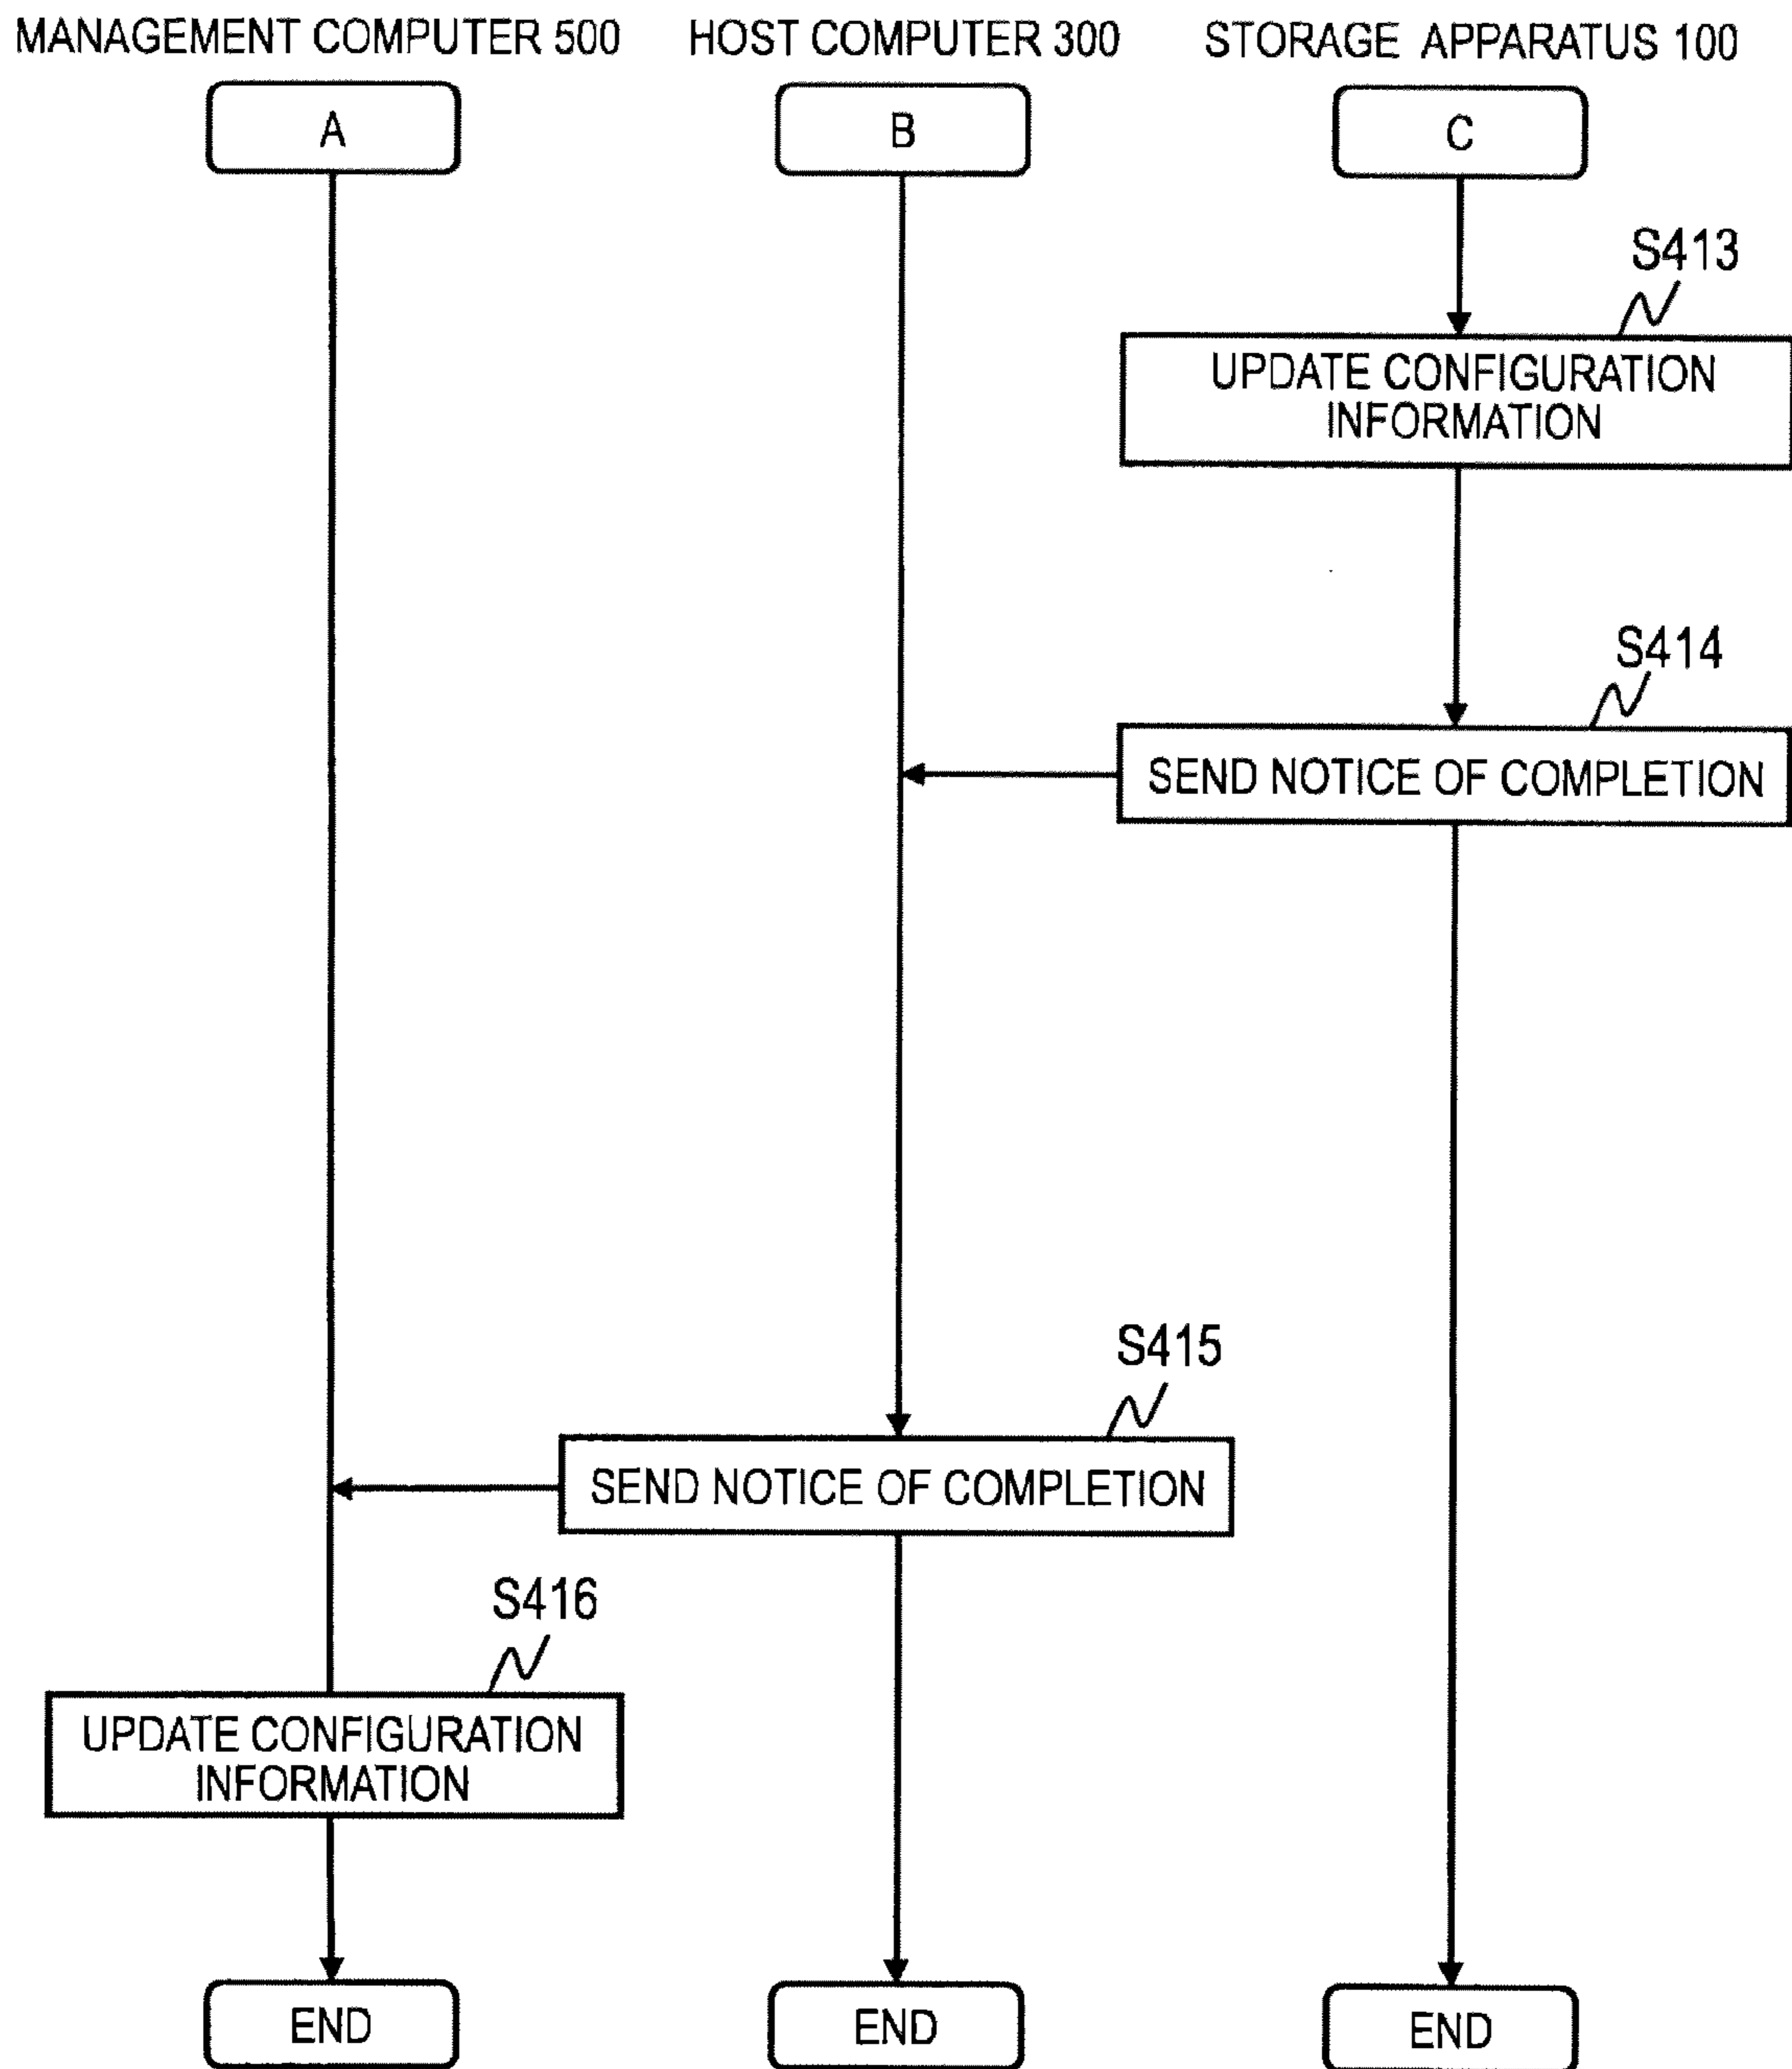 MANAGEMENT COMPUTER 500
HOST COMPUTER 300
STORAGE APPARATUS 100
A
B
C
S413
UPDATE CONFIGURATION
INFORMATION
S414
SEND NOTICE OF COMPLETION
S415
SEND NOTICE OF COMPLETION
S416
UPDATE CONFIGURATION
INFORMATION
END
END
END